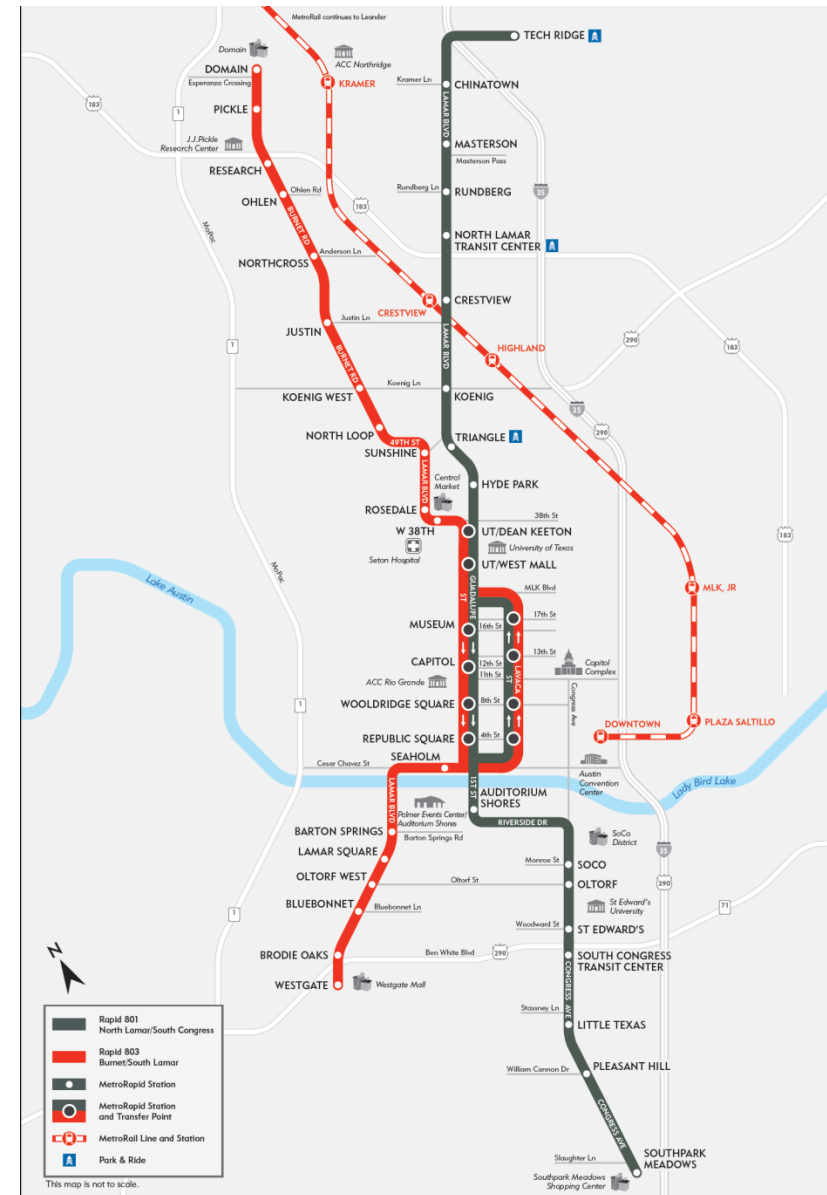 MetroRail continues to Leander
TECH RIDGE
Domain
ACC Northridge
DOMAIN
Esperanza Crossing
KRAMER
Kramer Ln
CHINATOWN
LAMAR BLVD
183
1
PICKLE
J.J.Pickle
Research Center
MASTERSON
Masterson Pass
RESEARCH
Ohlen Rd
OHLEN
Rundberg Ln
RUNDBERG
35
183
BURNET RD
MoPac
NORTH LAMAR
TRANSIT CENTER
Anderson Ln
NORTHCROSS
CRESTVIEW
CRESTVIEW
JUSTIN
Justin Ln
LAMAR BLVD
HIGHLAND
290
183
1
BURNET RD
Koenig Ln
KOENIG WEST
KOENIG
35
290
NORTH LOOP
49TH ST
TRIANGLE
SUNSHINE
LAMAR BLVD
Central
Market
HYDE PARK
ROSEDALE
38th St
W 38TH
UT/DEAN KEETON
183
Seton Hospital
University of Texas
UT/WEST MALL
MoPac
Lake Austin
GUADALUPE
ST
MLK Blvd
MLK, JR
17th St
MUSEUM
16th St
13th St
CAPITOL
12th St
11th St
LAVACA
ST
Capitol
Complex
ACC Rio Grande
Congress Ave
8th St
WOOLDRIDGE SQUARE
1
PLAZA SALTILLO
DOWNTOWN
REPUBLIC SQUARE
4th St
SEAHOLM
Cesar Chavez St
Austin
Convention
Center
Lady Bird Lake
LAMAR BLVD
1ST ST
AUDITORIUM
SHORES
Palmer Events Center/
Auditorium Shores
RIVERSIDE DR
BARTON SPRINGS
Barton Springs Rd
SoCo
District
35
LAMAR SQUARE
Monroe St
SOCO
OLTORF WEST
Oltorf St
OLTORF
290
BLUEBONNET
Bluebonnet Ln
St Edward's
University
71
1
Woodward St
ST EDWARD'S
BRODIE OAKS
Ben White Blvd
290
SOUTH CONGRESS
TRANSIT CENTER
WESTGATE
Westgate Mall
N
CONGRESS AVE
Stassney Ln
LITTLE TEXAS
Rapid 801
North Lamar/South Congress
Rapid 803
Burnet/South Lamar
MetroRapid Station
MetroRapid Station
and Transfer Point
MetroRail Line and Station
Park & Ride
William Cannon Dr
PLEASANT HILL
CONGRESS AVE
Slaughter Ln
SOUTHPARK
MEADOWS
Southpark Meadows
Shopping Center
This map is not to scale.